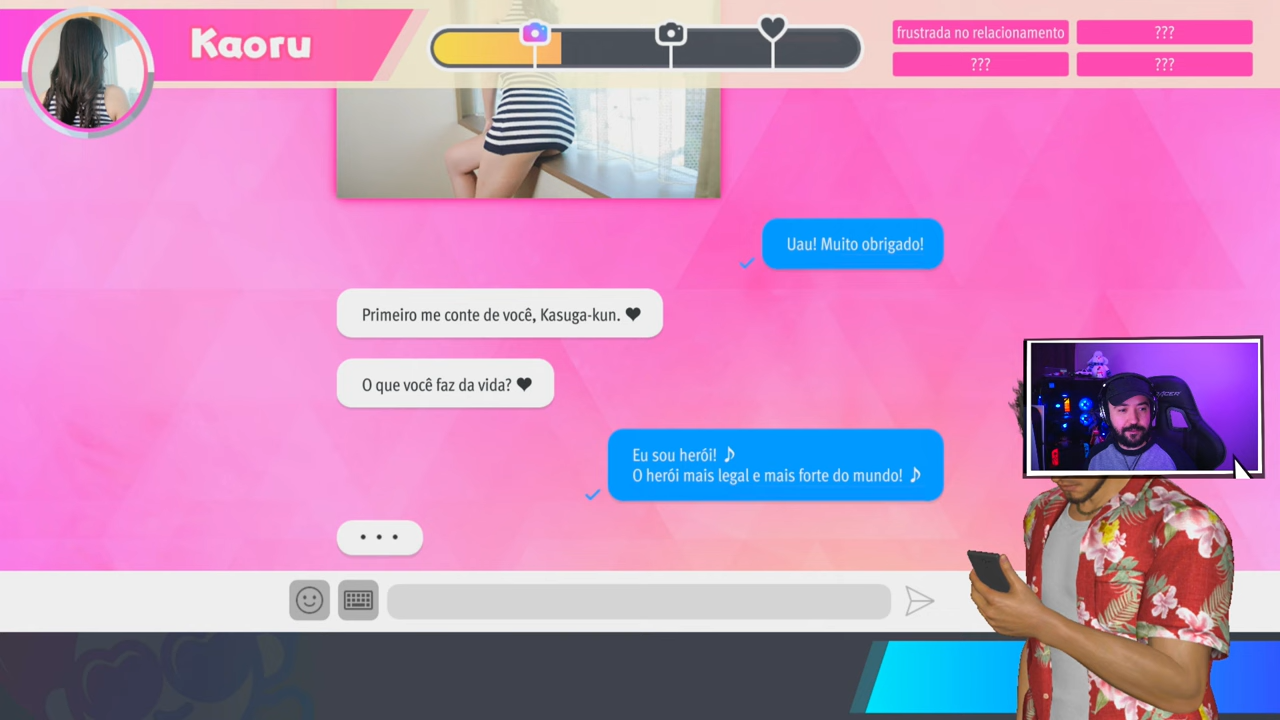 Kaoru
frustrada no relacionamento
???
???
???
Uau! Muito obrigado!
Primeiro me conte de você, Kasuga-kun. ♥
O que você faz da vida? ♥
Eu sou herói! ♪
O herói mais legal e mais forte do mundo! ♪
• • •